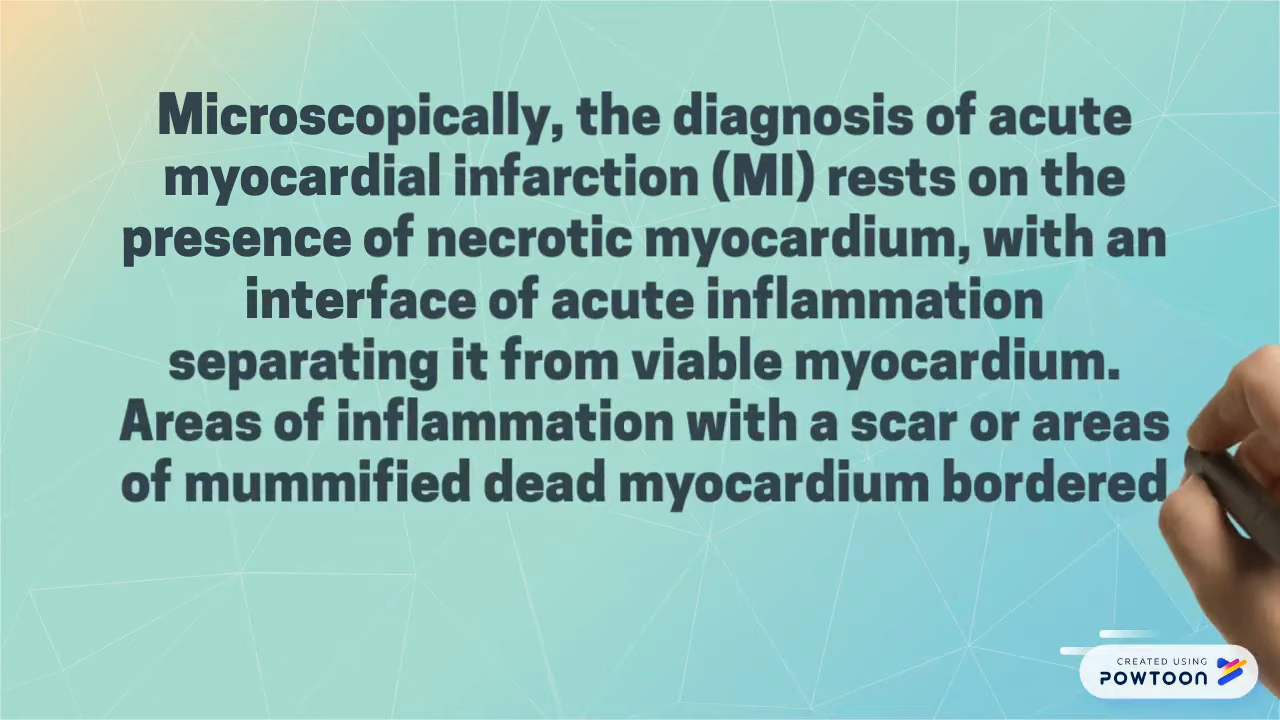 Microscopically, the diagnosis of acute
myocardial infarction (MI) rests on the
presence of necrotic myocardium, with an
interface of acute inflammation
separating it from viable myocardium.
Areas of inflammation with a scar or areas
of mummified dead myocardium bordered
CREATED USING
POWTOON